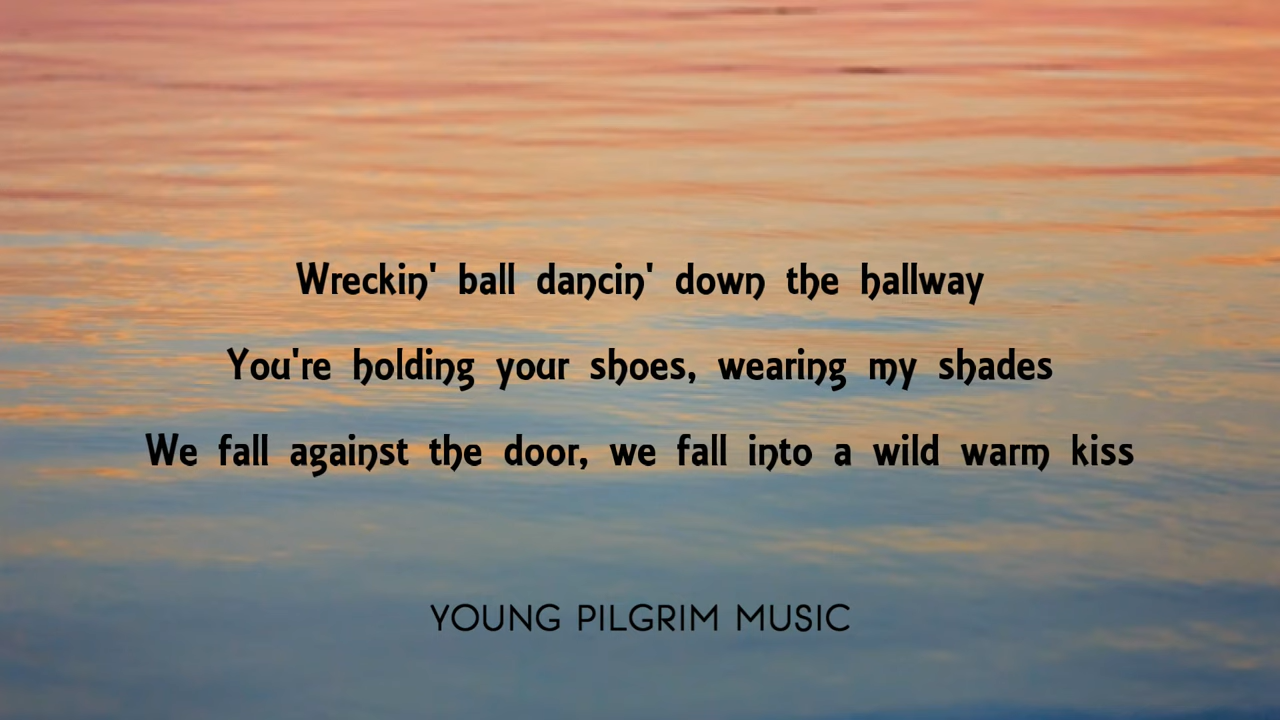 Wreckin' ball dancin' down the hallway
You're holding your shoes, wearing my shades
We fall against the door, we fall into a wild warm kiss
YOUNG PILGRIM MUSIC